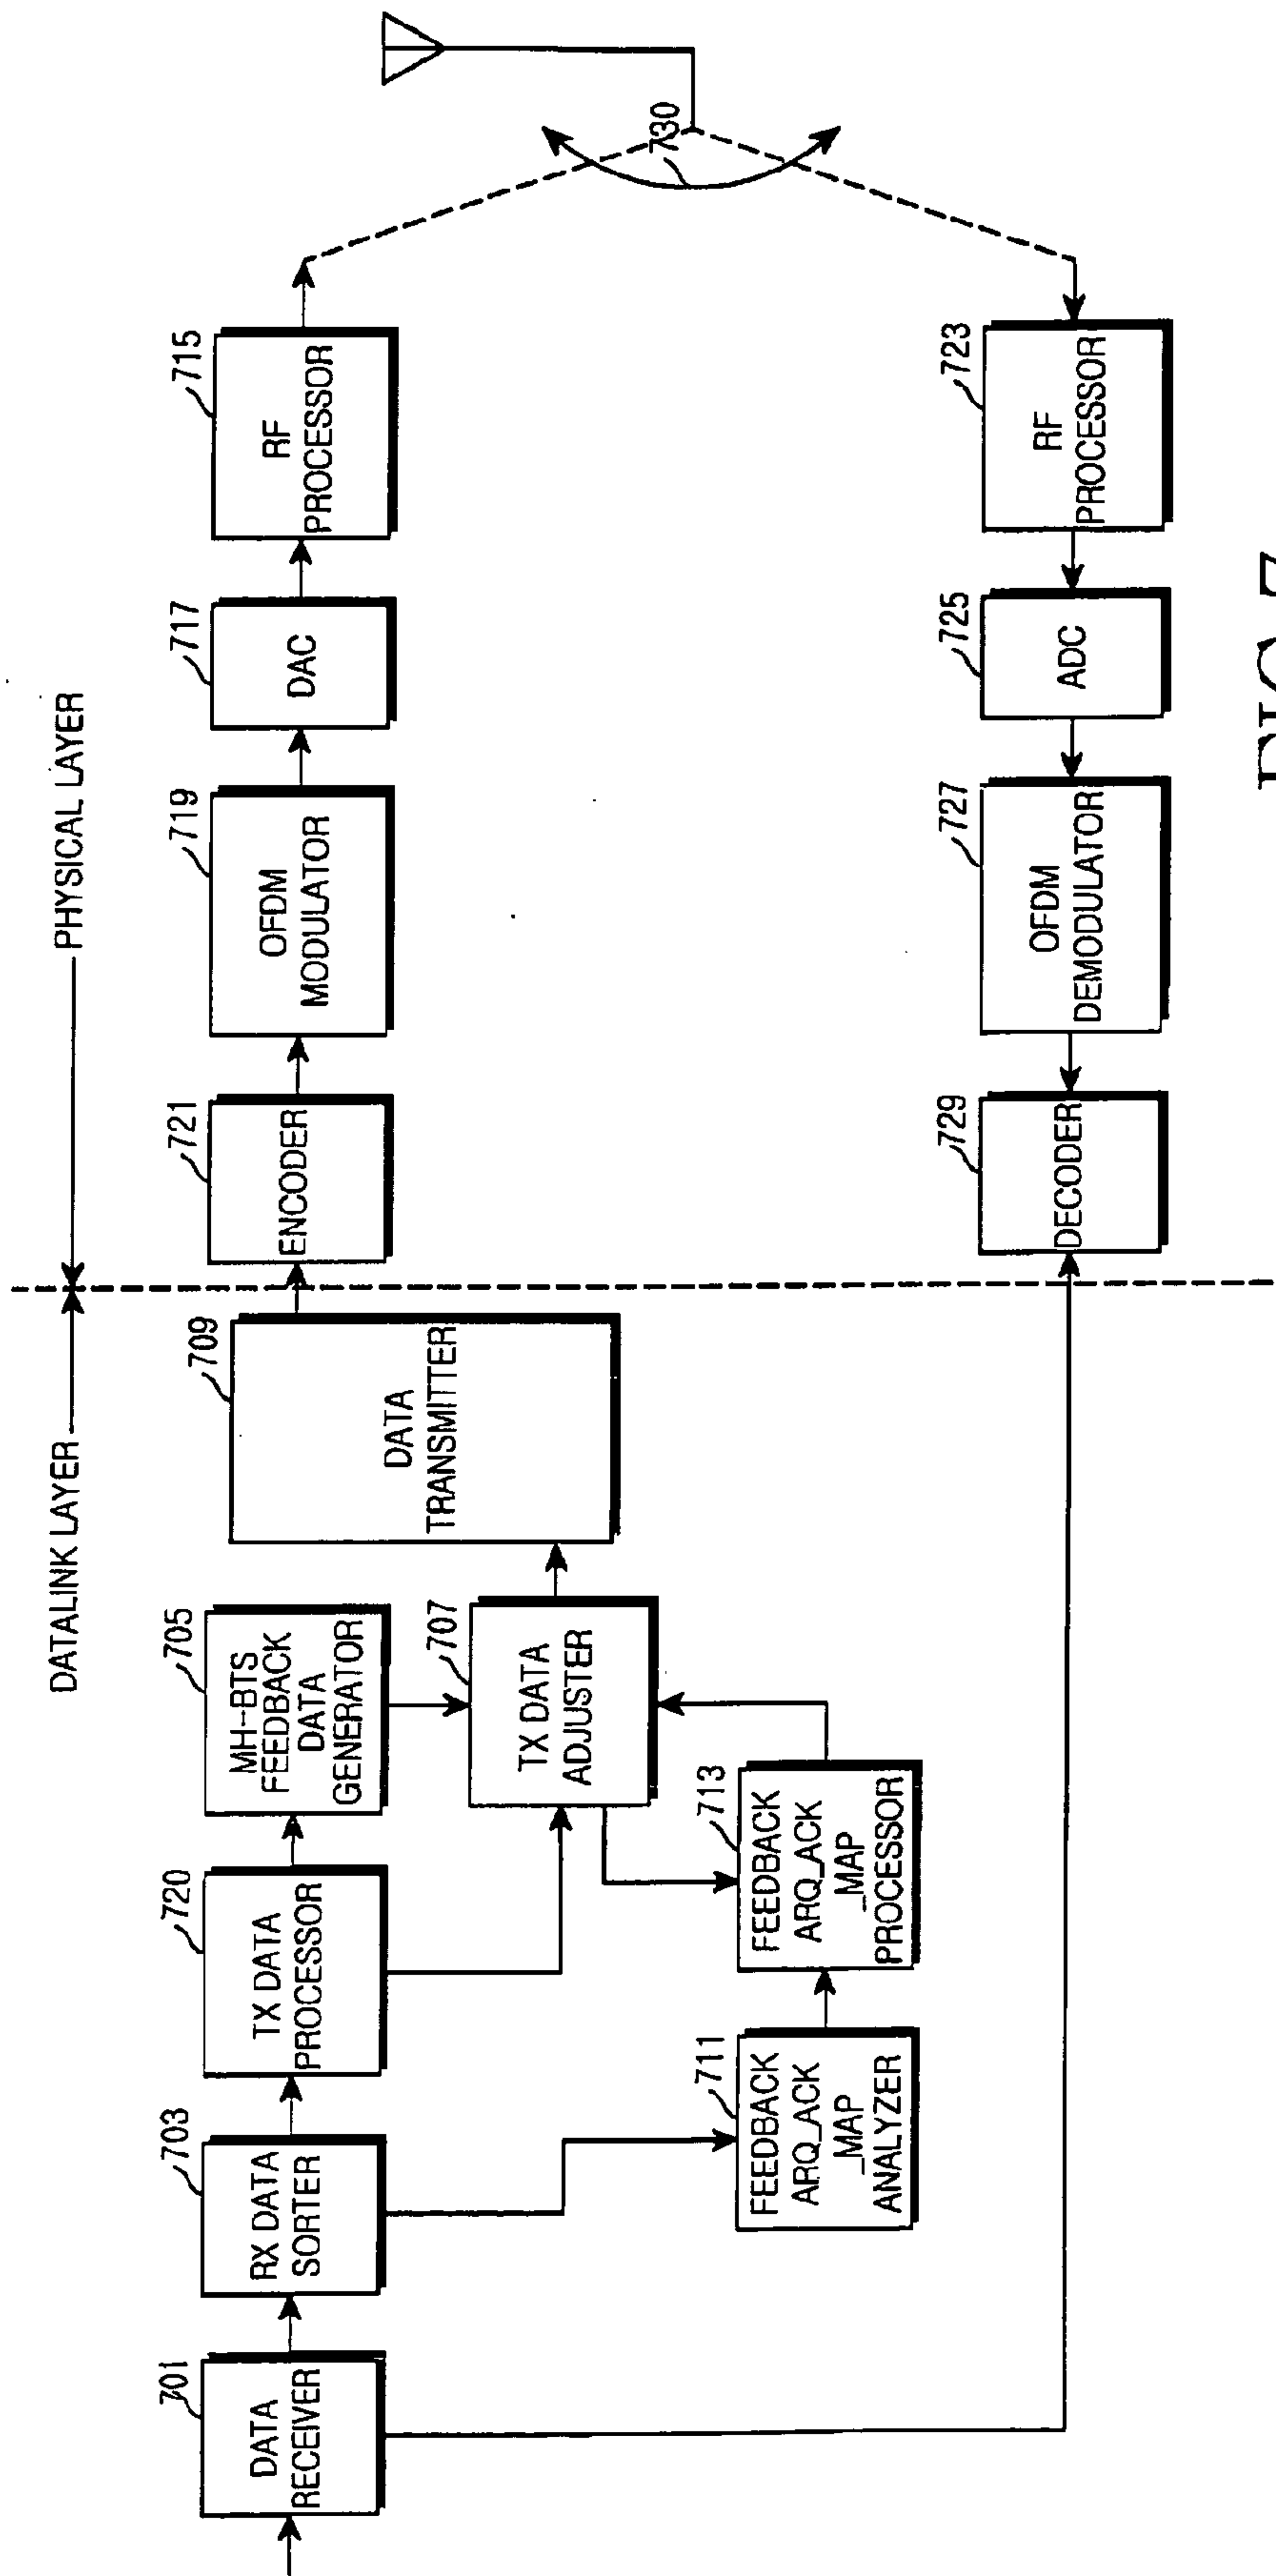 DATALINK LAYER
PHYSICAL LAYER
701
DATA
RECEIVER
703
RX DATA
SORTER
720
TX DATA
PROCESSOR
705
MH-BTS
FEEDBACK
DATA
GENERATOR
707
TX DATA
ADJUSTER
709
DATA
TRANSMITTER
721
ENCODER
719
OFDM
MODULATOR
717
DAC
715
RF
PROCESSOR
730
711
FEEDBACK
ARQ_ACK
_MAP
ANALYZER
713
FEEDBACK
ARQ_ACK
_MAP
PROCESSOR
729
DECODER
727
OFDM
DEMODULATOR
725
ADC
723
RF
PROCESSOR